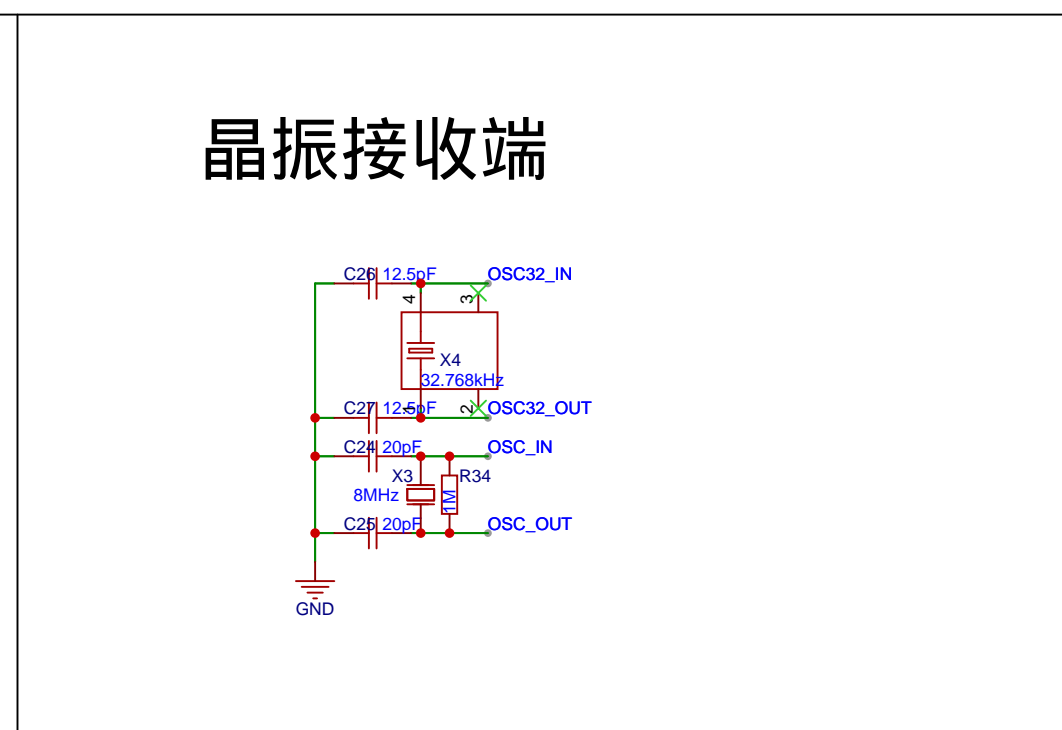 晶振接收端
C26 12.5pF OSC32_IN
4 3
X4
32.768kHz
C27 12.5pF 1 2 OSC32_OUT
C24 20pF OSC_IN
X3 R34
8MHz 1M
C25 20pF OSC_OUT
GND